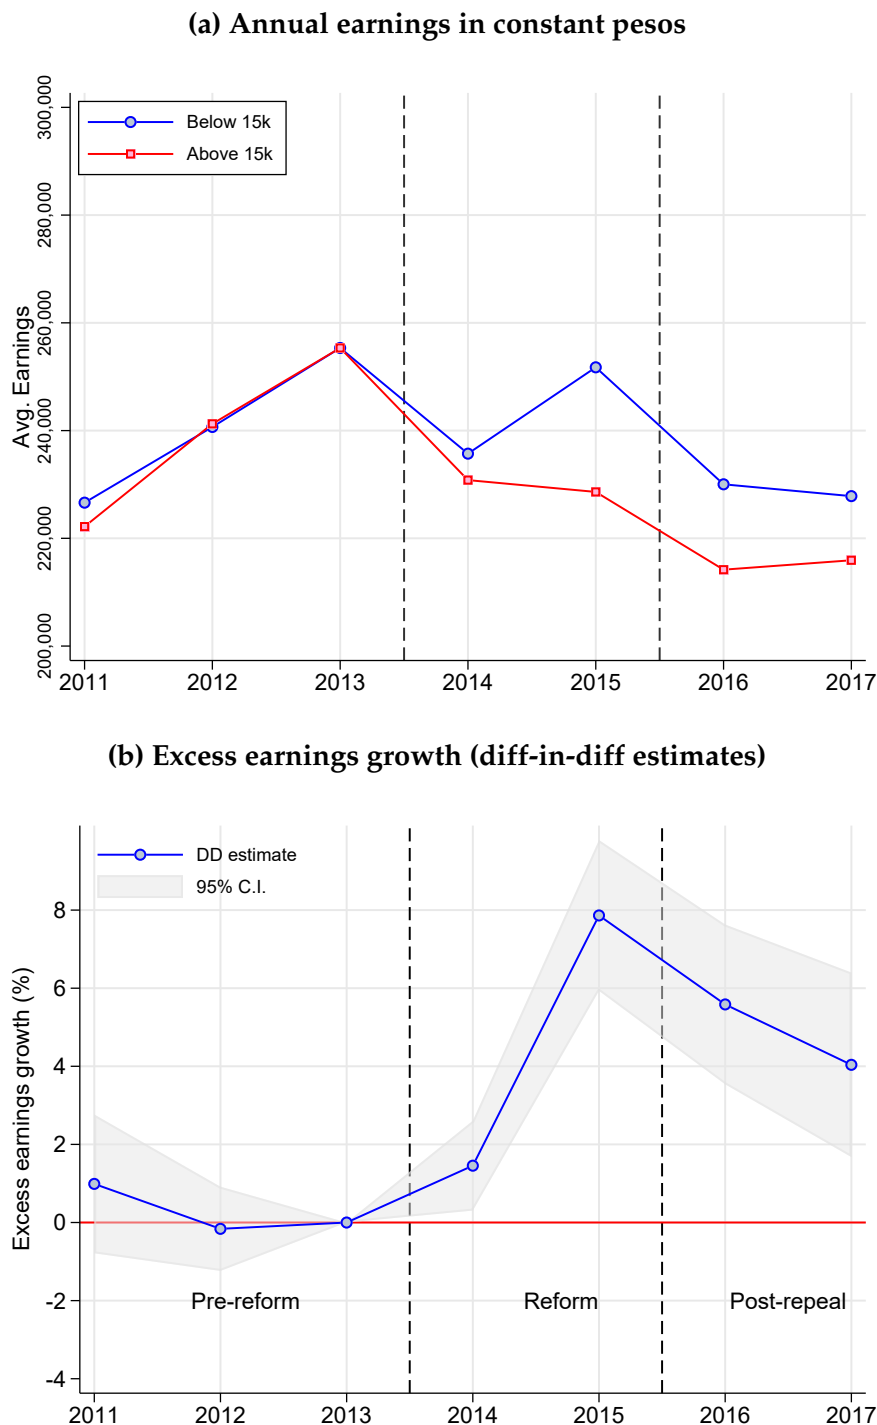 (a) Annual earnings in constant pesos
Below 15k
Above 15k
Avg. Earnings
300,000
280,000
260,000
240,000
220,000
200,000
2011 2012 2013 2014 2015 2016 2017
(b) Excess earnings growth (diff-in-diff estimates)
DD estimate
95% C.I.
Excess earnings growth (%)
8
6
4
2
0
-2
-4
Pre-reform Reform Post-repeal
2011 2012 2013 2014 2015 2016 2017